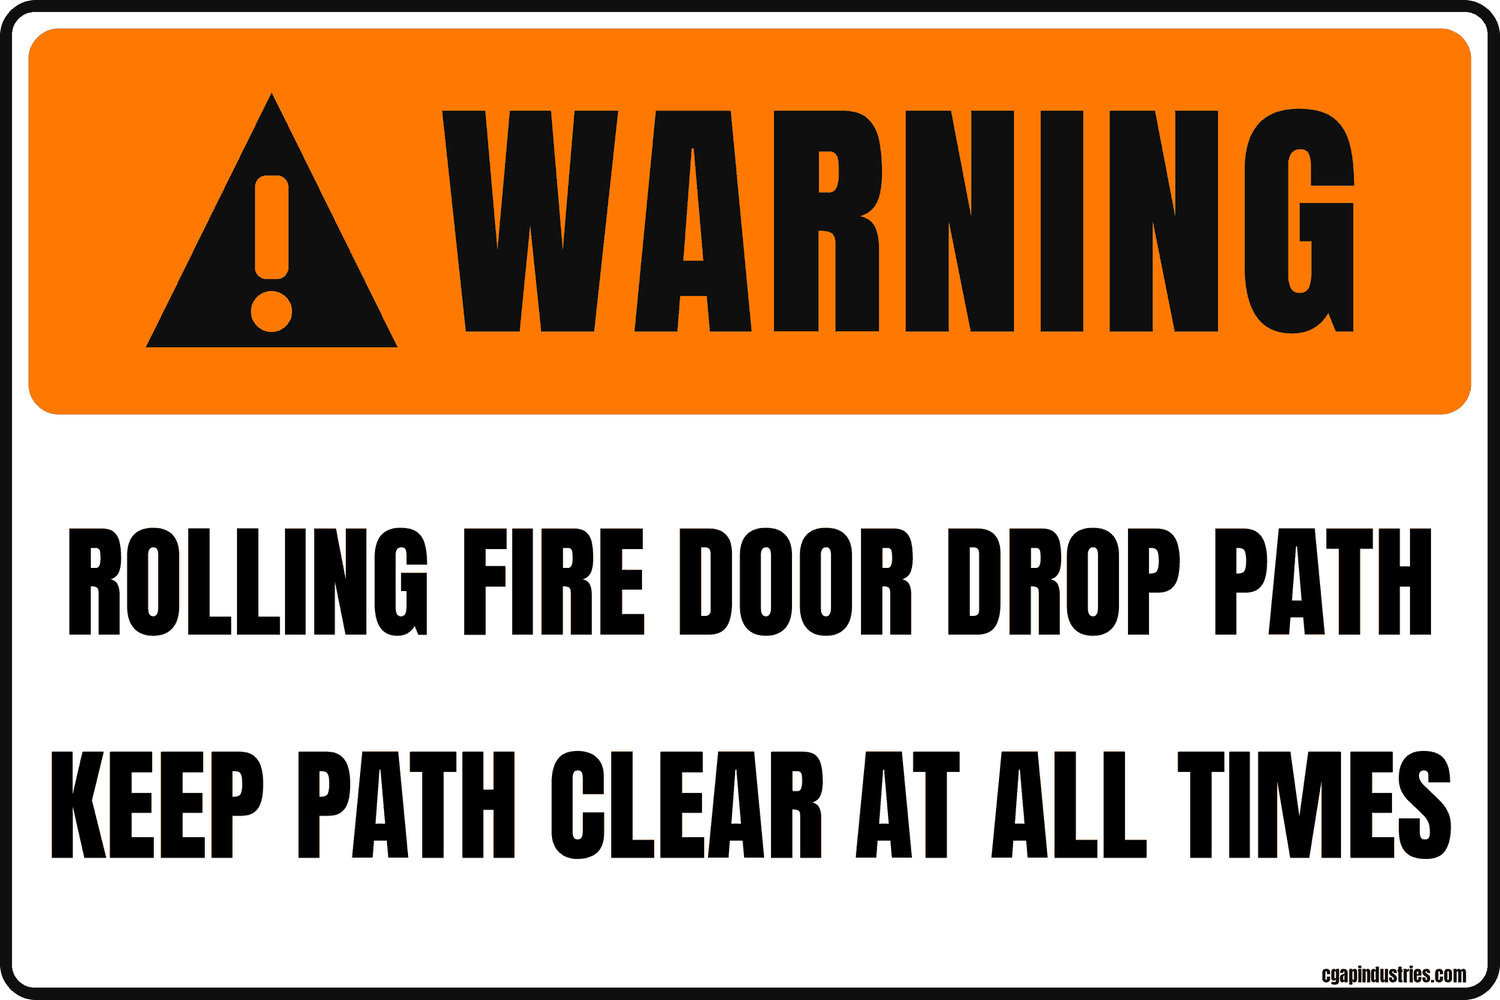 WARNING
ROLLING FIRE DOOR DROP PATH
KEEP PATH CLEAR AT ALL TIMES
cgapindustries.com